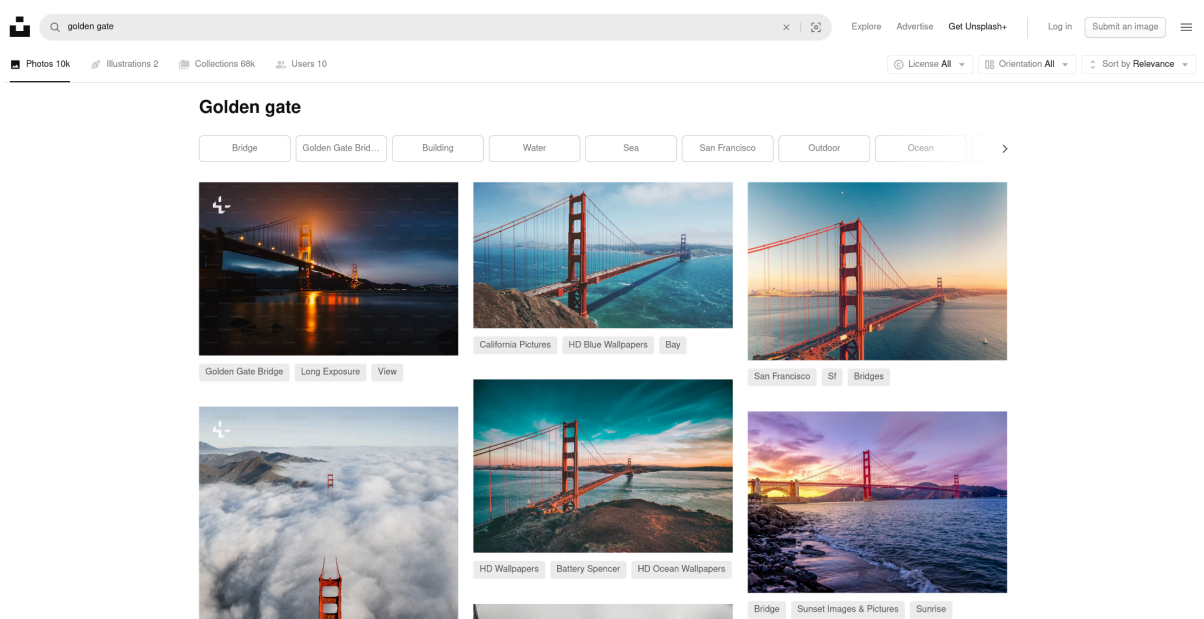 golden gate
Explore
Advertise
Get Unsplash+
Log in
Submit an image
Photos 10k
Illustrations 2
Collections 68k
Users 10
License All
Orientation All
Sort by Relevance
Golden gate
bridge
golden gate brid...
building
water
sea
san francisco
outdoor
ocean
Golden Gate Bridge
Long Exposure
View
California Pictures
HD Blue Wallpapers
Bay
San Francisco
Sf
Bridges
HD Wallpapers
Battery Spencer
HD Ocean Wallpapers
Bridge
Sunset Images & Pictures
Sunrise